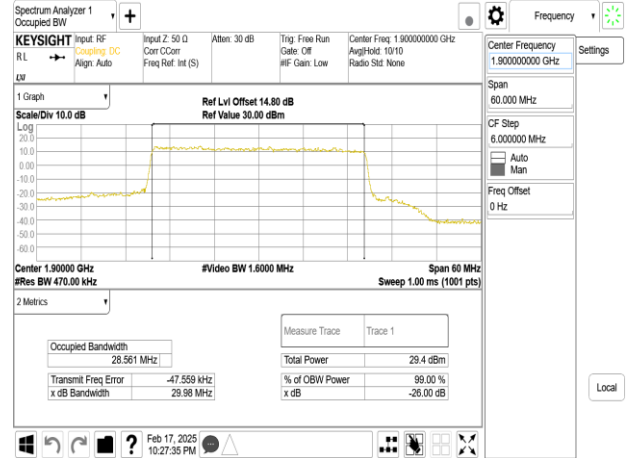 Spectrum Analyzer 1
Occupied BW
+
Frequency
KEYSIGHT
RL
LXI
Input: RF
Coupling: DC
Align: Auto
Input Z: 50 Ω
Corr CCorr
Freq Ref: Int (S)
Atten: 30 dB
Trig: Free Run
Gate: Off
#IF Gain: Low
Center Freq: 1.900000000 GHz
Avg|Hold: 10/10
Radio Std: None
Center Frequency
1.900000000 GHz
Settings
Span
60.000 MHz
CF Step
6.000000 MHz
Auto
Man
Freq Offset
0 Hz
Local
1 Graph
Scale/Div 10.0 dB
Ref Lvl Offset 14.80 dB
Ref Value 30.00 dBm
Log
20.0
10.0
0.00
-10.0
-20.0
-30.0
-40.0
-50.0
-60.0
Center 1.90000 GHz
#Video BW 1.6000 MHz
Span 60 MHz
#Res BW 470.00 kHz
Sweep 1.00 ms (1001 pts)
2 Metrics
Measure Trace Trace 1
Occupied Bandwidth
28.561 MHz
Total Power 29.4 dBm
Transmit Freq Error -47.559 kHz
% of OBW Power 99.00 %
x dB Bandwidth 29.98 MHz
x dB -26.00 dB
?
Feb 17, 2025
10:27:35 PM